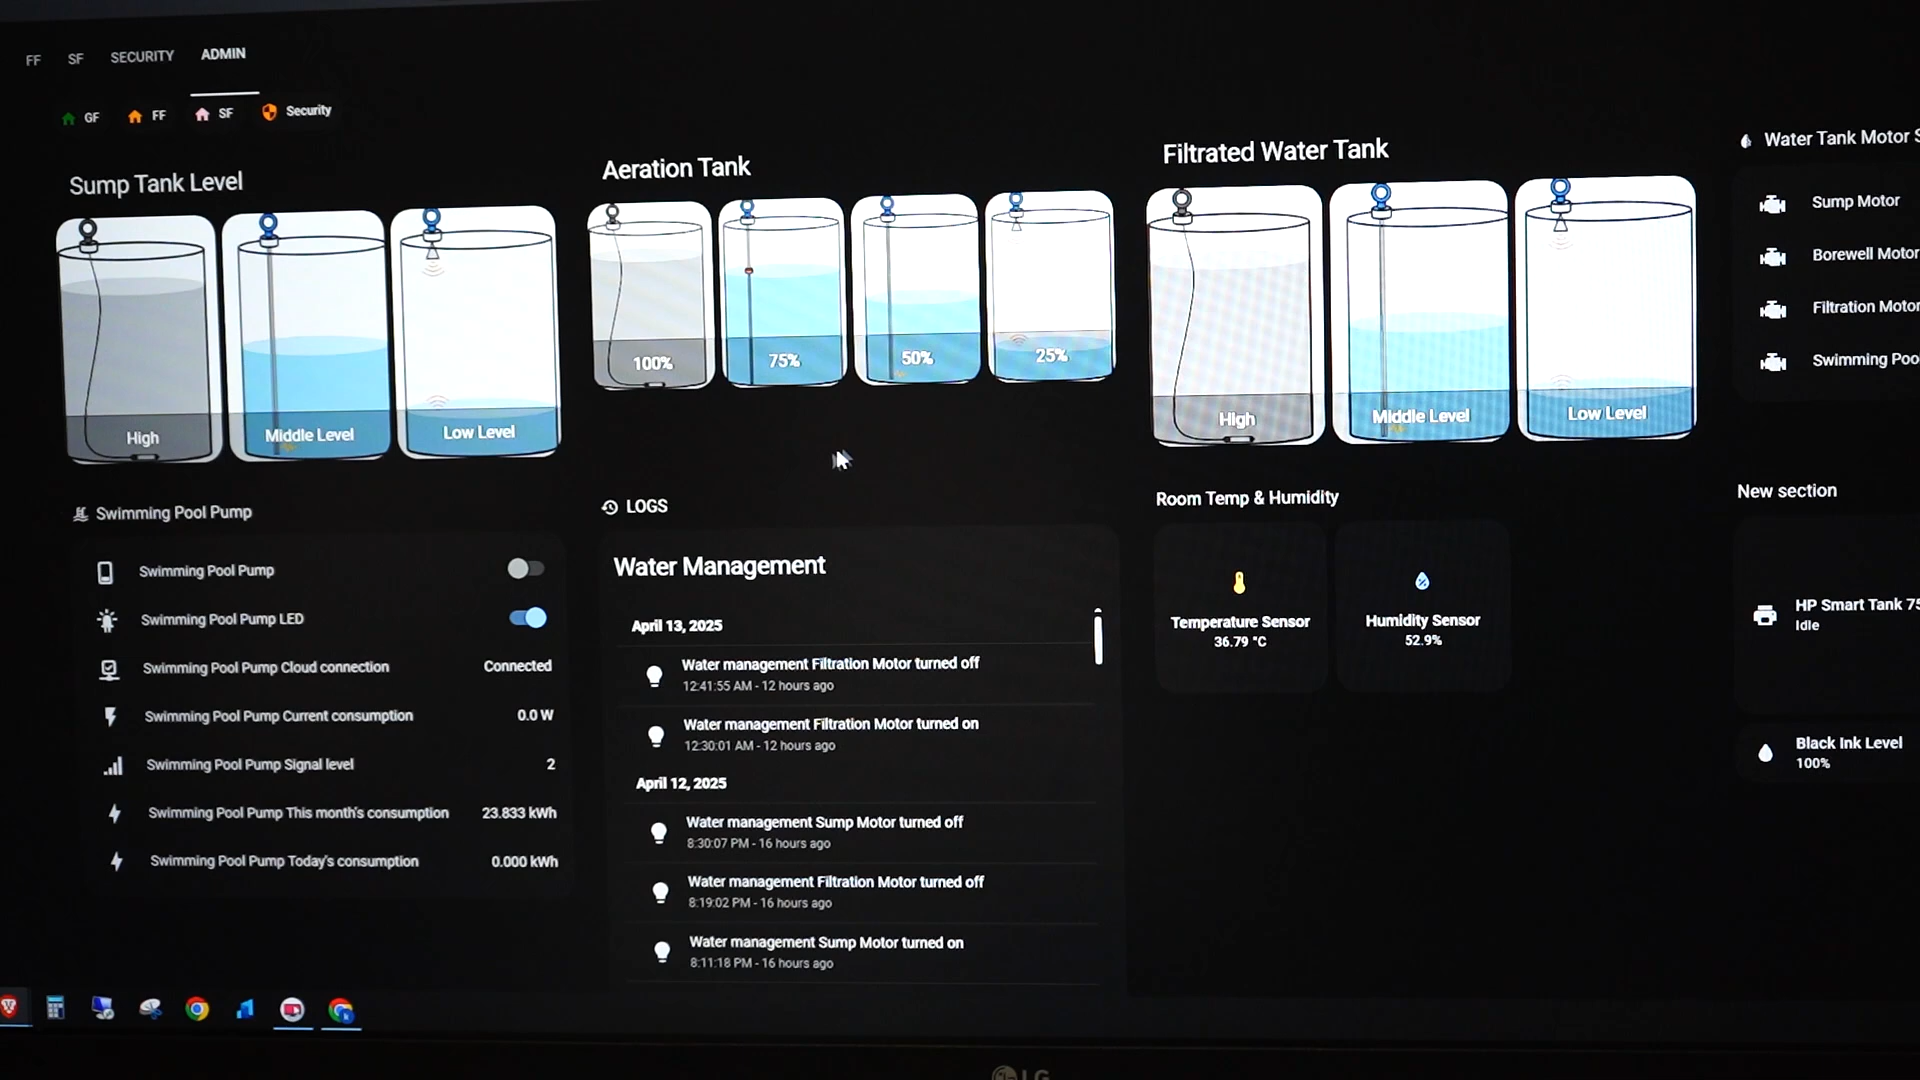 FF SF SECURITY ADMIN
GF FF SF Security
Sump Tank Level
High
Middle Level
Low Level
Aeration Tank
100%
75%
50%
25%
Filtrated Water Tank
High
Middle Level
Low Level
Water Tank Motor S
Sump Motor
Borewell Motor
Filtration Motor
Swimming Poo
Swimming Pool Pump
Swimming Pool Pump
Swimming Pool Pump LED
Swimming Pool Pump Cloud connection Connected
Swimming Pool Pump Current consumption 0.0 W
Swimming Pool Pump Signal level 2
Swimming Pool Pump This month's consumption 23.833 kWh
Swimming Pool Pump Today's consumption 0.000 kWh
LOGS
Water Management
April 13, 2025
Water management Filtration Motor turned off
12:41:55 AM - 12 hours ago
Water management Filtration Motor turned on
12:30:01 AM - 12 hours ago
April 12, 2025
Water management Sump Motor turned off
8:30:07 PM - 16 hours ago
Water management Filtration Motor turned off
8:19:02 PM - 16 hours ago
Water management Sump Motor turned on
8:11:18 PM - 16 hours ago
Room Temp & Humidity
Temperature Sensor
36.79 °C
Humidity Sensor
52.9%
New section
HP Smart Tank 75
Idle
Black Ink Level
100%
LG